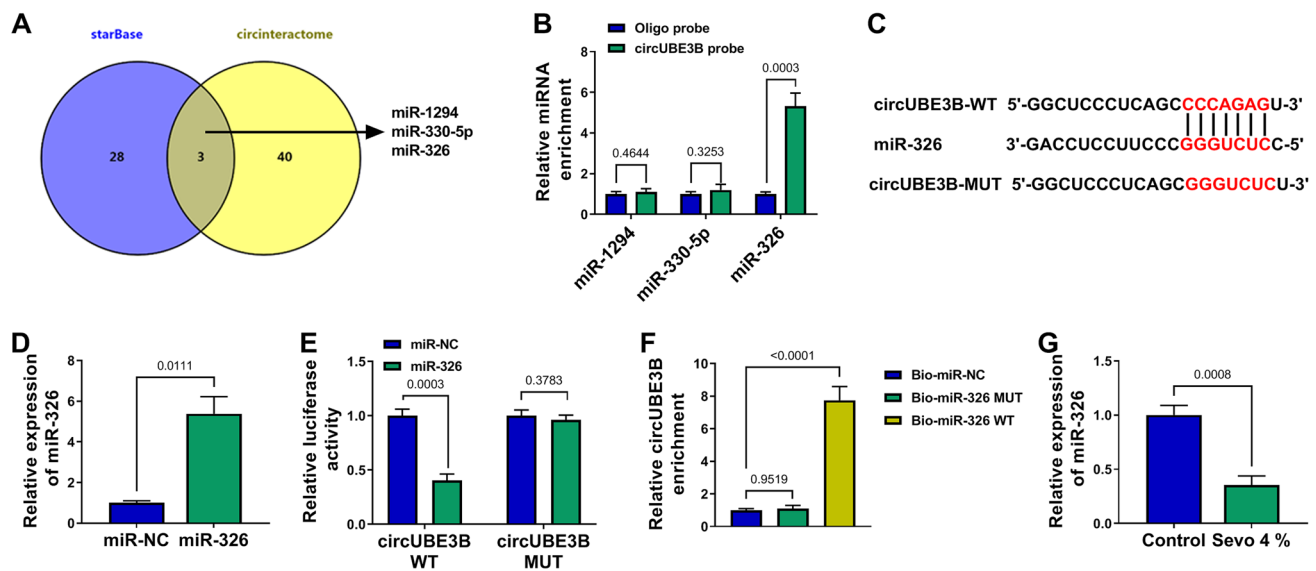 A
starBase
circinteractome
28
3
40
miR-1294
miR-330-5p
miR-326
B
Oligo probe
circUBE3B probe
Relative miRNA
enrichment
8
6
4
2
0
0.4644
0.3253
0.0003
miR-1294
miR-330-5p
miR-326
C
circUBE3B-WT 5'-GGCUCCCUCAGCCCCAGAGU-3'
miR-326 3'-GACCUCCUUCCCGGGUCUCC-5'
circUBE3B-MUT 5'-GGCUCCCUCAGCGGGUCUCU-3'
D
Relative expression
of miR-326
8
6
4
2
0
0.0111
miR-NC miR-326
E
miR-NC
miR-326
Relative luciferase
activity
1.5
1.0
0.5
0.0
0.0003
0.3783
circUBE3B
WT
circUBE3B
MUT
F
Relative circUBE3B
enrichment
10
8
6
4
2
0
<0.0001
0.9519
Bio-miR-NC
Bio-miR-326 MUT
Bio-miR-326 WT
G
Relative expression
of miR-326
1.5
1.0
0.5
0.0
0.0008
Control Sevo 4 %